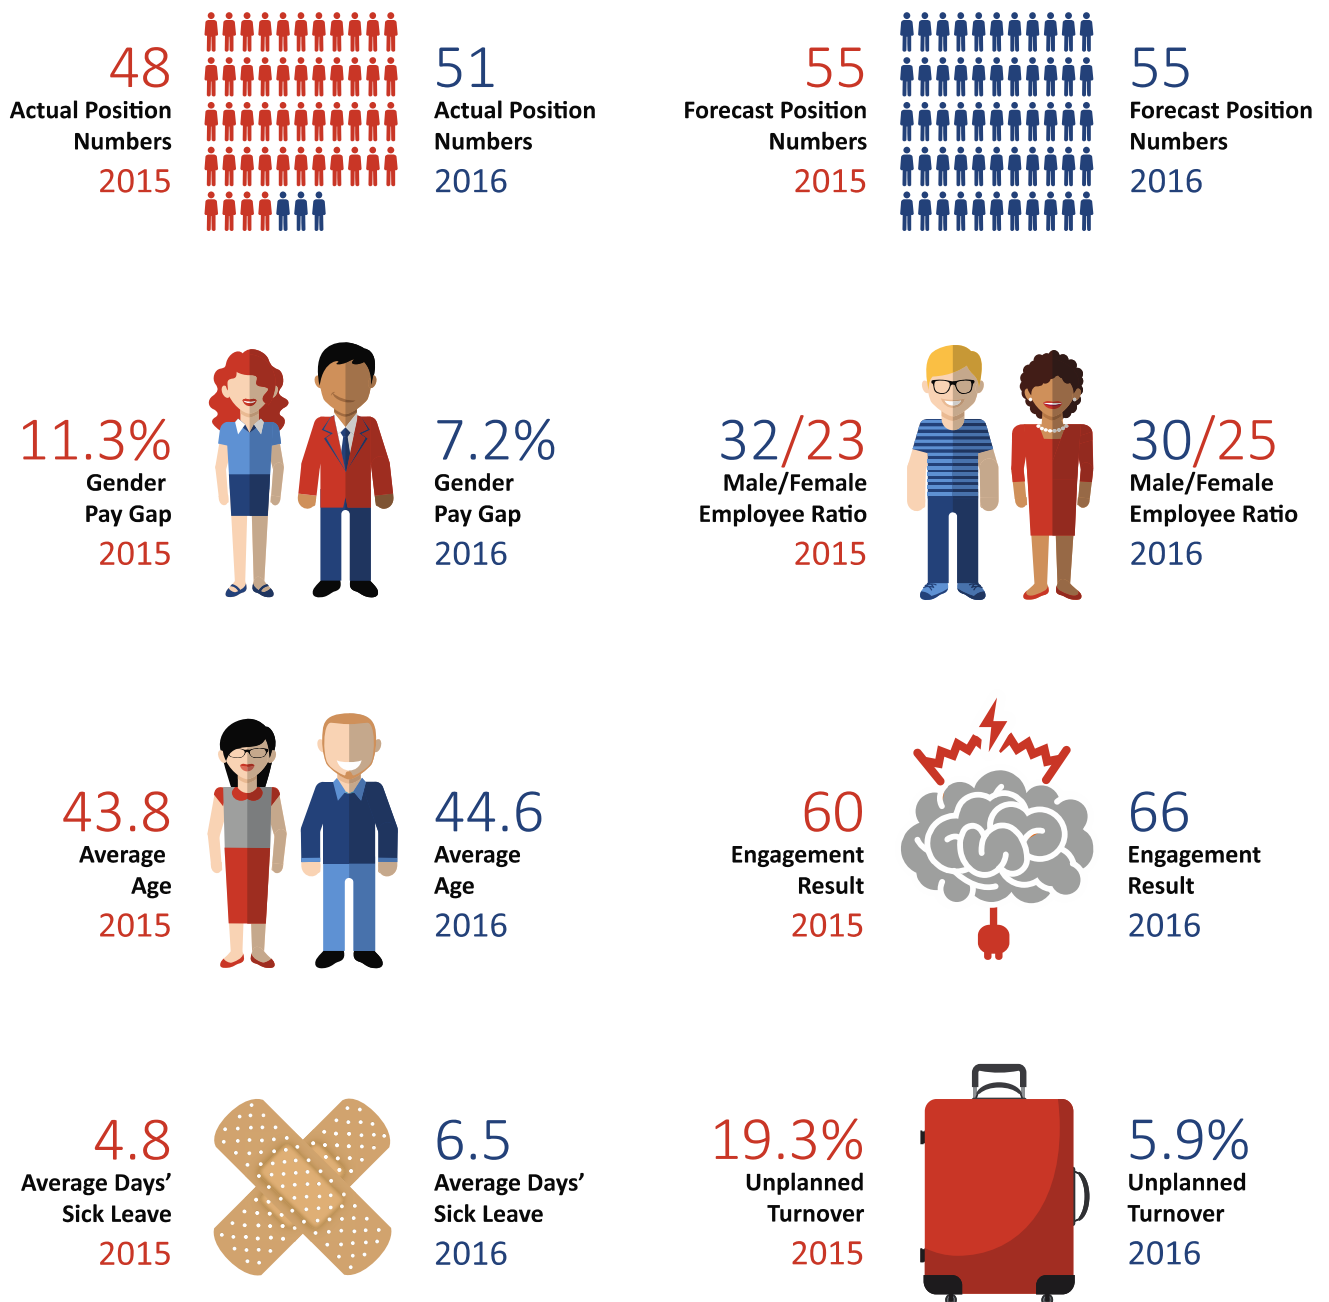 48
Actual Position
Numbers
2015
51
Actual Position
Numbers
2016
55
Forecast Position
Numbers
2015
55
Forecast Position
Numbers
2016
11.3%
Gender
Pay Gap
2015
7.2%
Gender
Pay Gap
2016
32/23
Male/Female
Employee Ratio
2015
30/25
Male/Female
Employee Ratio
2016
43.8
Average
Age
2015
44.6
Average
Age
2016
60
Engagement
Result
2015
66
Engagement
Result
2016
4.8
Average Days’
Sick Leave
2015
6.5
Average Days’
Sick Leave
2016
19.3%
Unplanned
Turnover
2015
5.9%
Unplanned
Turnover
2016